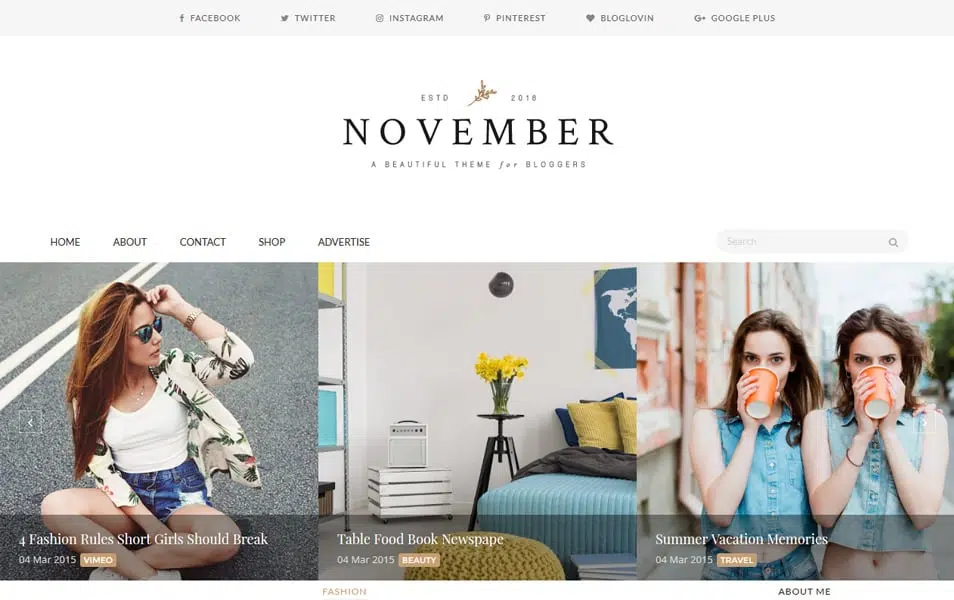 FACEBOOK TWITTER INSTAGRAM PINTEREST BLOGLOVIN GOOGLE PLUS
ESTD 2018
NOVEMBER
A BEAUTIFUL THEME for BLOGGERS
HOME ABOUT CONTACT SHOP ADVERTISE Search
4 Fashion Rules Short Girls Should Break
04 Mar 2015 VIMEO
Table Food Book Newspape
04 Mar 2015 BEAUTY
Summer Vacation Memorics
04 Mar 2015 TRAVEL
FASHION
ABOUT ME